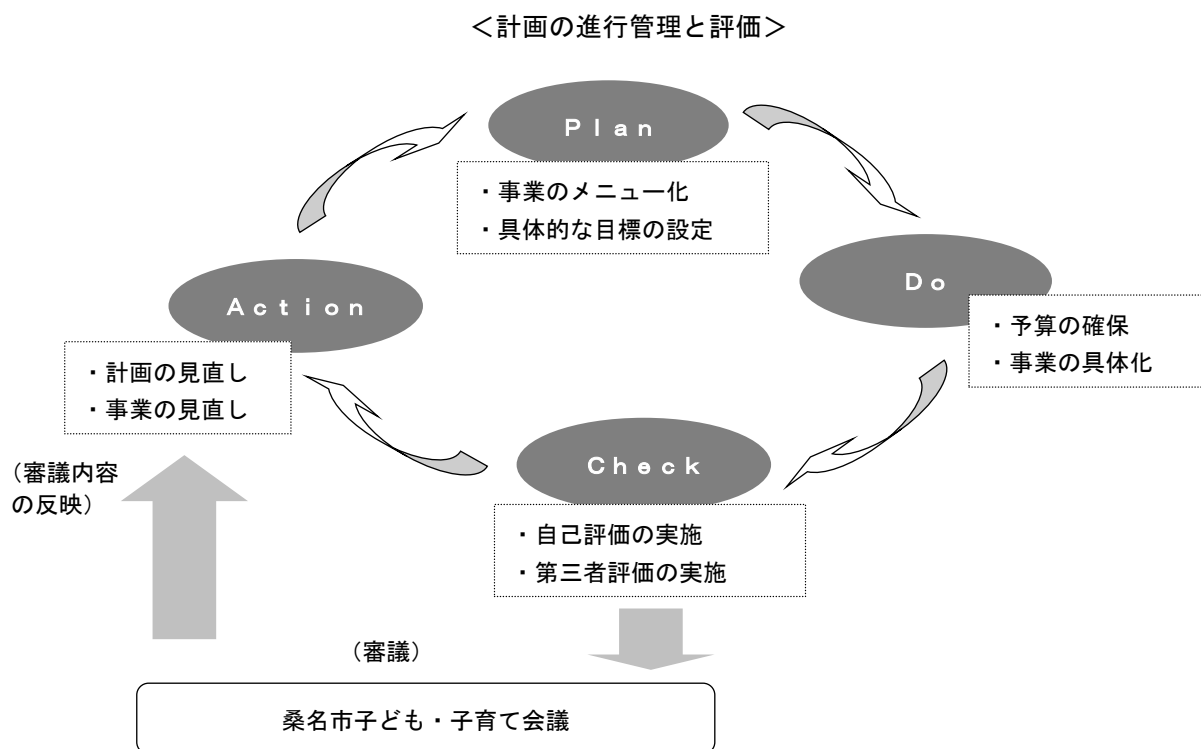 ＜計画の進行管理と評価＞
Ｐｌａｎ
・事業のメニュー化
・具体的な目標の設定
Ｄｏ
・予算の確保
・事業の具体化
Ａｃｔｉｏｎ
・計画の見直し
・事業の見直し
Ｃｈｅｃｋ
・自己評価の実施
・第三者評価の実施
（審議内容
の反映）
（審議）
桑名市子ども・子育て会議